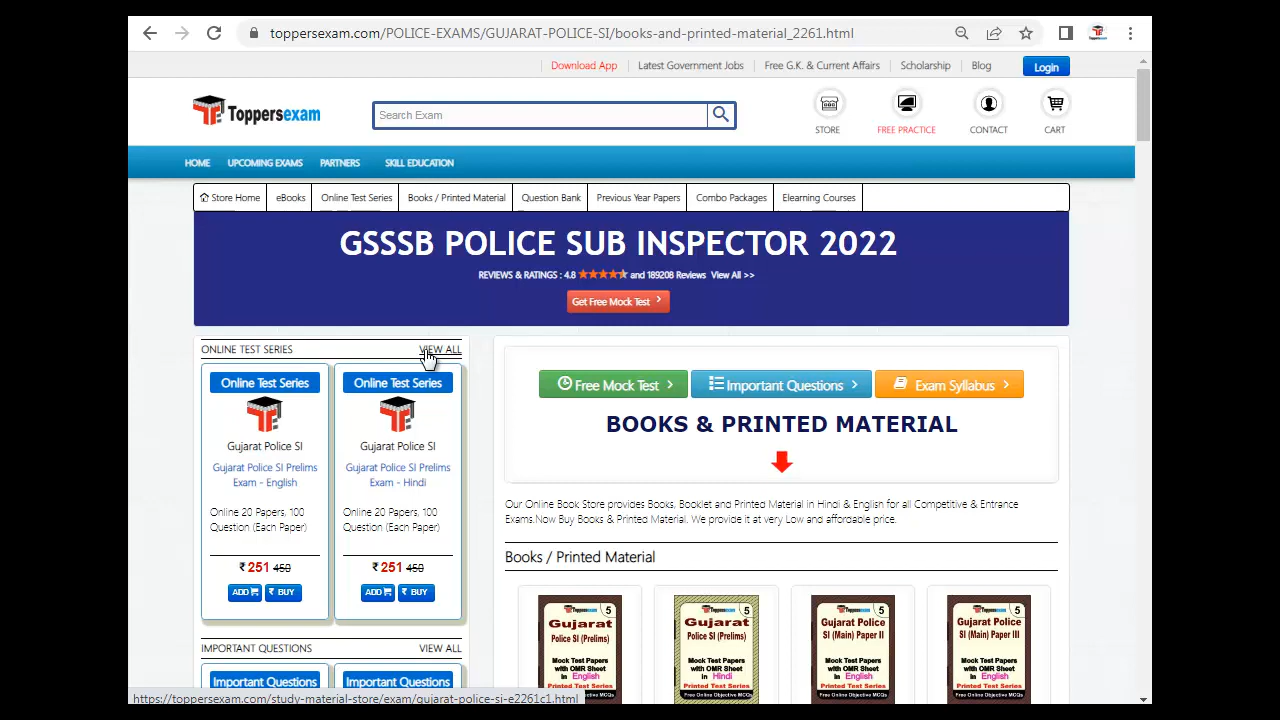 toppersexam.com/POLICE-EXAMS/GUJARAT-POLICE-SI/books-and-printed-material_2261.html
Download App
Latest Government Jobs
Free G.K. & Current Affairs
Scholarship
Blog
Login
Toppersexam
Search Exam
STORE
FREE PRACTICE
CONTACT
CART
HOME
UPCOMING EXAMS
PARTNERS
SKILL EDUCATION
Store Home
eBooks
Online Test Series
Books / Printed Material
Question Bank
Previous Year Papers
Combo Packages
Elearning Courses
GSSSB POLICE SUB INSPECTOR 2022
REVIEWS & RATINGS : 4.8 and 189208 Reviews View All >>
Get Free Mock Test
ONLINE TEST SERIES
VIEW ALL
Online Test Series
Gujarat Police SI
Gujarat Police SI Prelims
Exam - English
Online 20 Papers, 100
Question (Each Paper)
₹ 251 450
ADD
₹ BUY
Online Test Series
Gujarat Police SI
Gujarat Police SI Prelims
Exam - Hindi
Online 20 Papers, 100
Question (Each Paper)
₹ 251 450
ADD
₹ BUY
IMPORTANT QUESTIONS
VIEW ALL
Important Questions
Important Questions
Free Mock Test
Important Questions
Exam Syllabus
BOOKS & PRINTED MATERIAL
Our Online Book Store provides Books, Booklet and Printed Material in Hindi & English for all Competitive & Entrance
Exams.Now Buy Books & Printed Material. We provide it at very Low and affordable price.
Books / Printed Material
Toppersexam 5
Gujarat
Police SI (Prelims)
Mock Test Papers
with OMR Sheet
in English
Printed Test Series
Free Online Objective MCQs
Toppersexam 5
Gujarat
Police SI (Prelims)
Mock Test Papers
with OMR Sheet
in Hindi
Printed Test Series
Free Online Objective MCQs
Toppersexam 5
Gujarat Police
SI (Main) Paper II
Mock Test Papers
with OMR Sheet
in English
Printed Test Series
Free Online Objective MCQs
Toppersexam 5
Gujarat Police
SI (Main) Paper III
Mock Test Papers
with OMR Sheet
in English
Printed Test Series
Free Online Objective MCQs
https://toppersexam.com/study-material-store/exam/gujarat-police-si-e2261c1.html